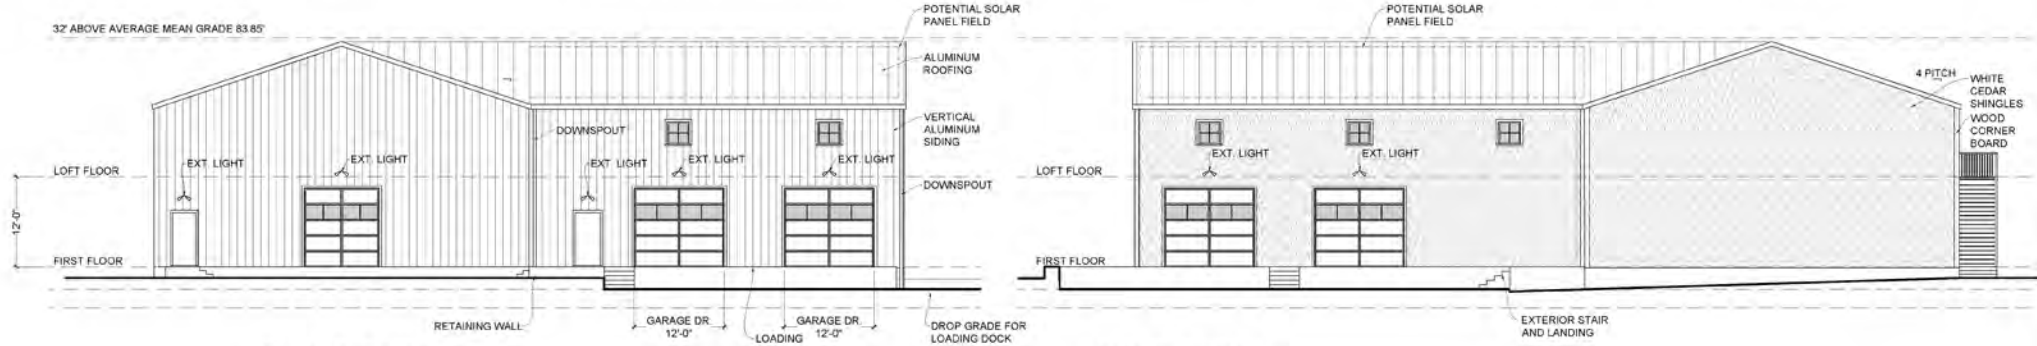 POTENTIAL SOLAR
PANEL FIELD
32' ABOVE AVERAGE MEAN GRADE 83.85'
ALUMINUM
ROOFING
VERTICAL
ALUMINUM
SIDING
DOWNSPOUT
EXT. LIGHT
EXT. LIGHT
EXT. LIGHT
EXT. LIGHT
EXT. LIGHT
LOFT FLOOR
DOWNSPOUT
12'-0"
FIRST FLOOR
RETAINING WALL
GARAGE DR.
12'-0"
LOADING
GARAGE DR.
12'-0"
DROP GRADE FOR
LOADING DOCK
POTENTIAL SOLAR
PANEL FIELD
4 PITCH
WHITE
CEDAR
SHINGLES
WOOD
CORNER
BOARD
EXT. LIGHT
EXT. LIGHT
LOFT FLOOR
FIRST FLOOR
EXTERIOR STAIR
AND LANDING